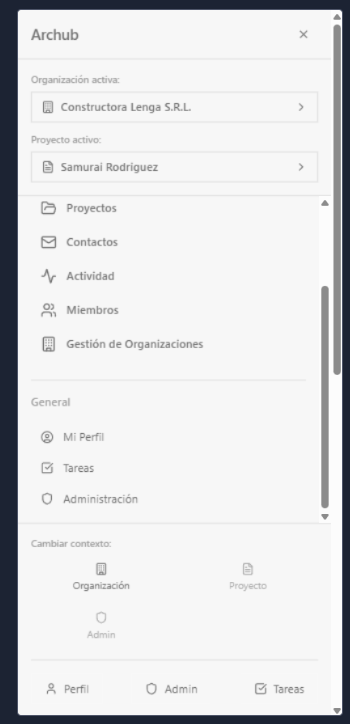 Archub
Organización activa:
Constructora Lenga S.R.L.
Proyecto activo:
Samurai Rodriguez
Proyectos
Contactos
Actividad
Miembros
Gestión de Organizaciones
General
Mi Perfil
Tareas
Administración
Cambiar contexto:
Organización Proyecto
Admin
Perfil Admin Tareas